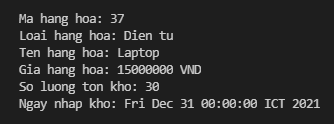 Ma hang hoa: 37
Loai hang hoa: Dien tu
Ten hang hoa: Laptop
Gia hang hoa: 15000000 VND
So luong ton kho: 30
Ngay nhap kho: Fri Dec 31 00:00:00 ICT 2021